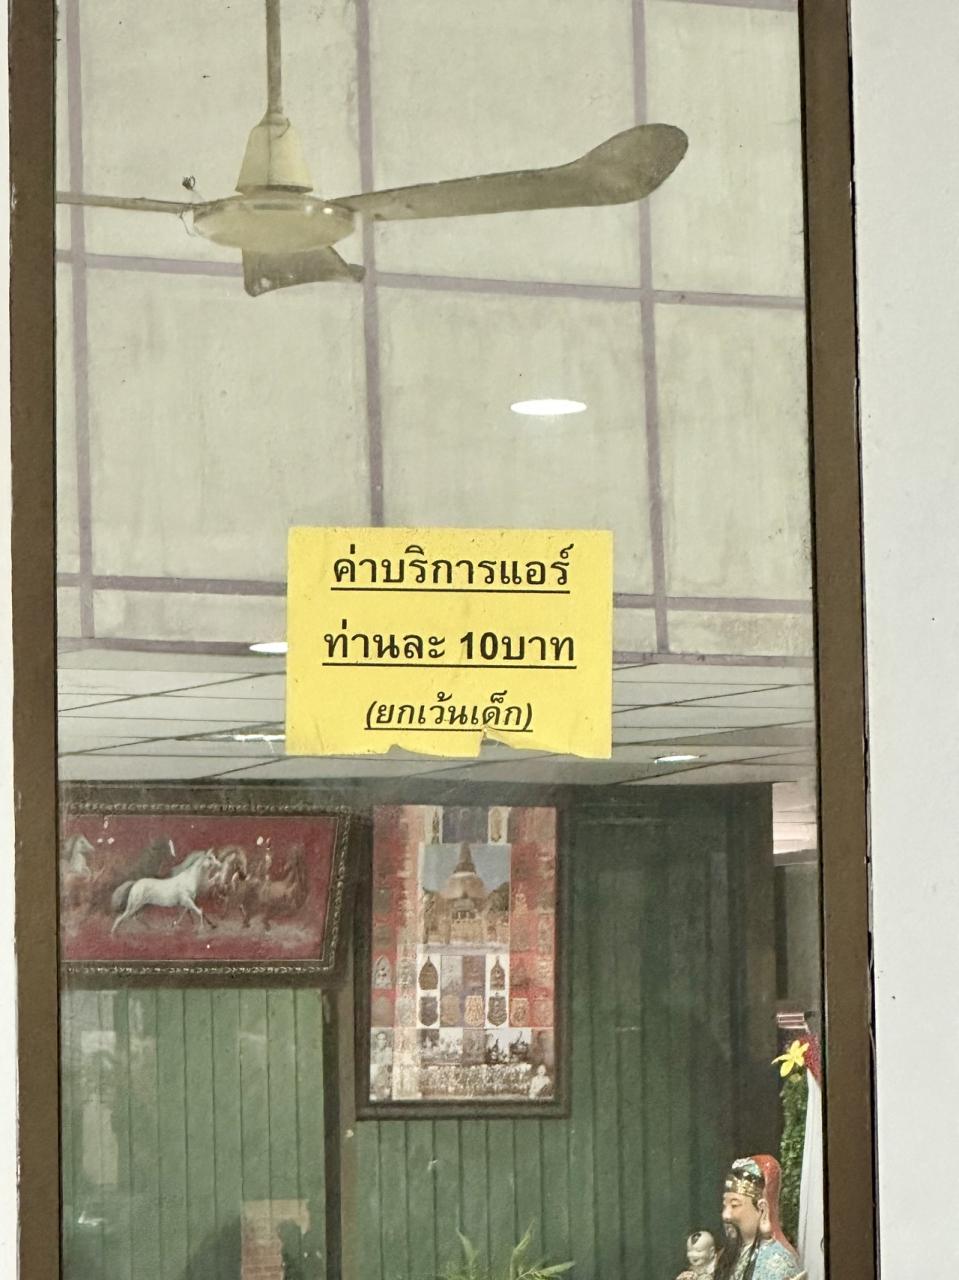 ค่าบริการแอร์
ท่านละ 10บาท
(ยกเว้นเด็ก)